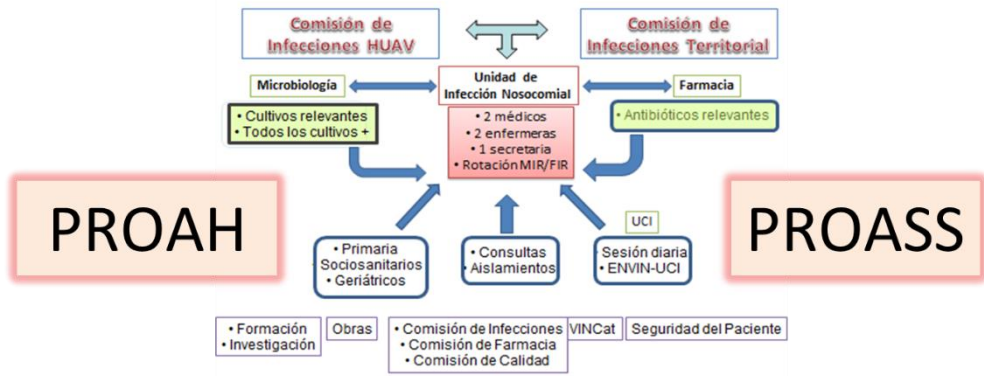 Comisión de
Infecciones HUAV
Comisión de
Infecciones Territorial
Microbiología
Unidad de
Infección Nosocomial
Farmacia
• Cultivos relevantes
• Todos los cultivos +
• 2 médicos
• 2 enfermeras
• 1 secretaria
• Rotación MIR/FIR
• Antibióticos relevantes
PROAH
PROASS
UCI
• Primaria
Sociosanitarios
• Geriátricos
• Consultas
• Aislamientos
• Sesión diaria
• ENVIN-UCI
• Formación
• Investigación
Obras
• Comisión de Infecciones
• Comisión de Farmacia
• Comisión de Calidad
VINCat
Seguridad del Paciente